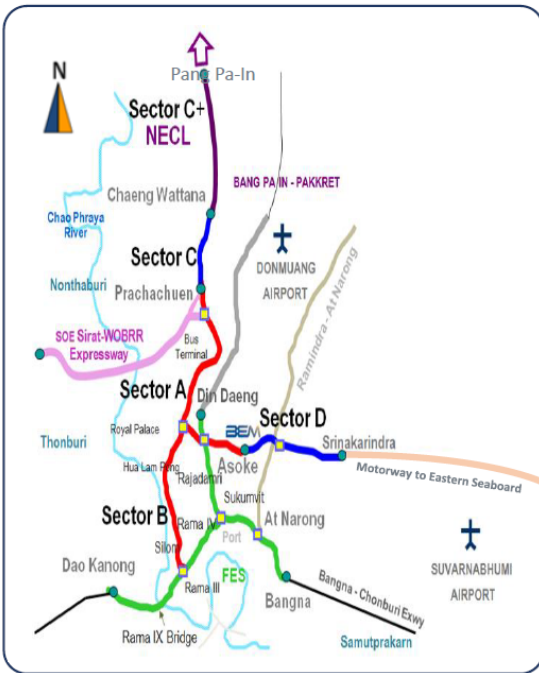 Pang Pa-In
N
Sector C+
NECL
BANG PA IN - PAKKRET
Chaeng Wattana
Chao Phraya
River
Sector C
DONMUANG
AIRPORT
Nonthaburi
Prachachuen
Ramindra - At Narong
SOE Sirat-WOBRR
Expressway
Bus
Terminal
Sector A
Din Daeng
Sector D
BEM
Royal Palace
Srinakarindra
Thonburi
Hua Lam Pong
Asoke
Rajadamri
Motorway to Eastern Seaboard
Sukumvit
Sector B
Rama IV
At Narong
Port
Silom
Dao Kanong
FES
Rama III
Bangna
SUVARNABHUMI
AIRPORT
Bangna - Chonburi Exwy
Rama IX Bridge
Samutprakarn